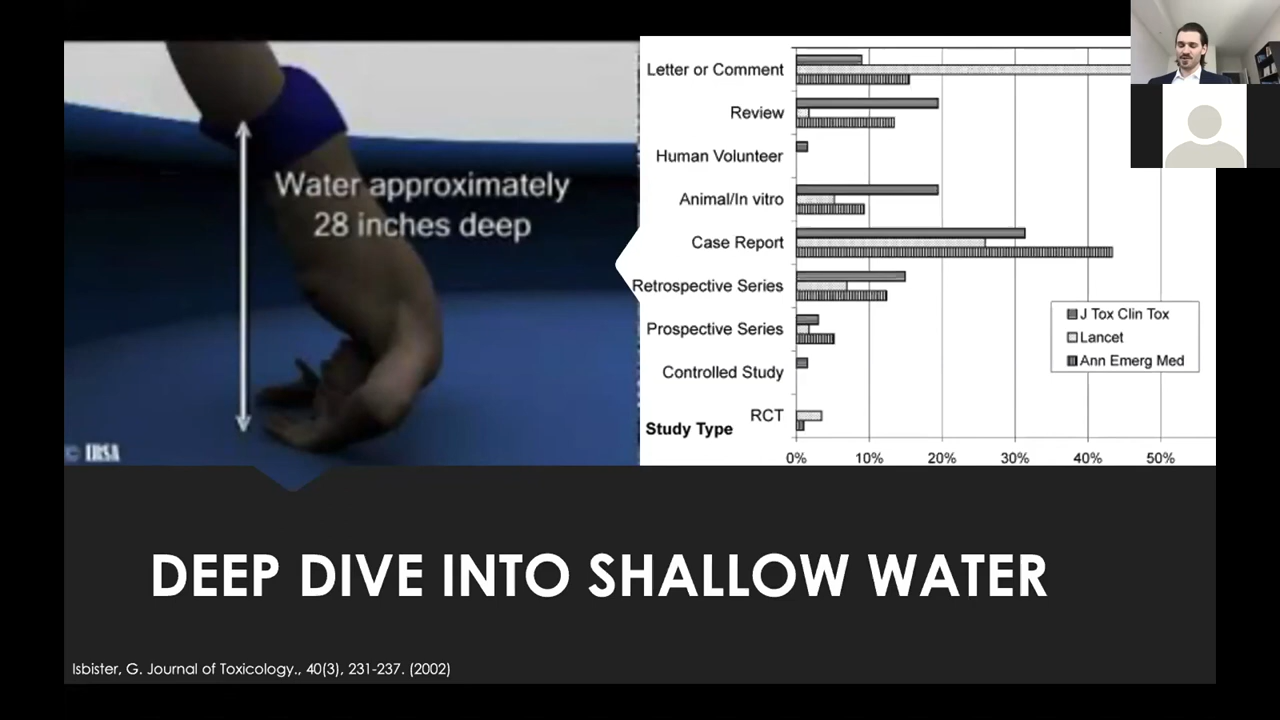 Water approximately
28 inches deep
© IRSA
Letter or Comment
Review
Human Volunteer
Animal/In vitro
Case Report
Retrospective Series
Prospective Series
Controlled Study
RCT
Study Type
J Tox Clin Tox
Lancet
Ann Emerg Med
0% 10% 20% 30% 40% 50%
DEEP DIVE INTO SHALLOW WATER
Isbister, G. Journal of Toxicology., 40(3), 231-237. (2002)